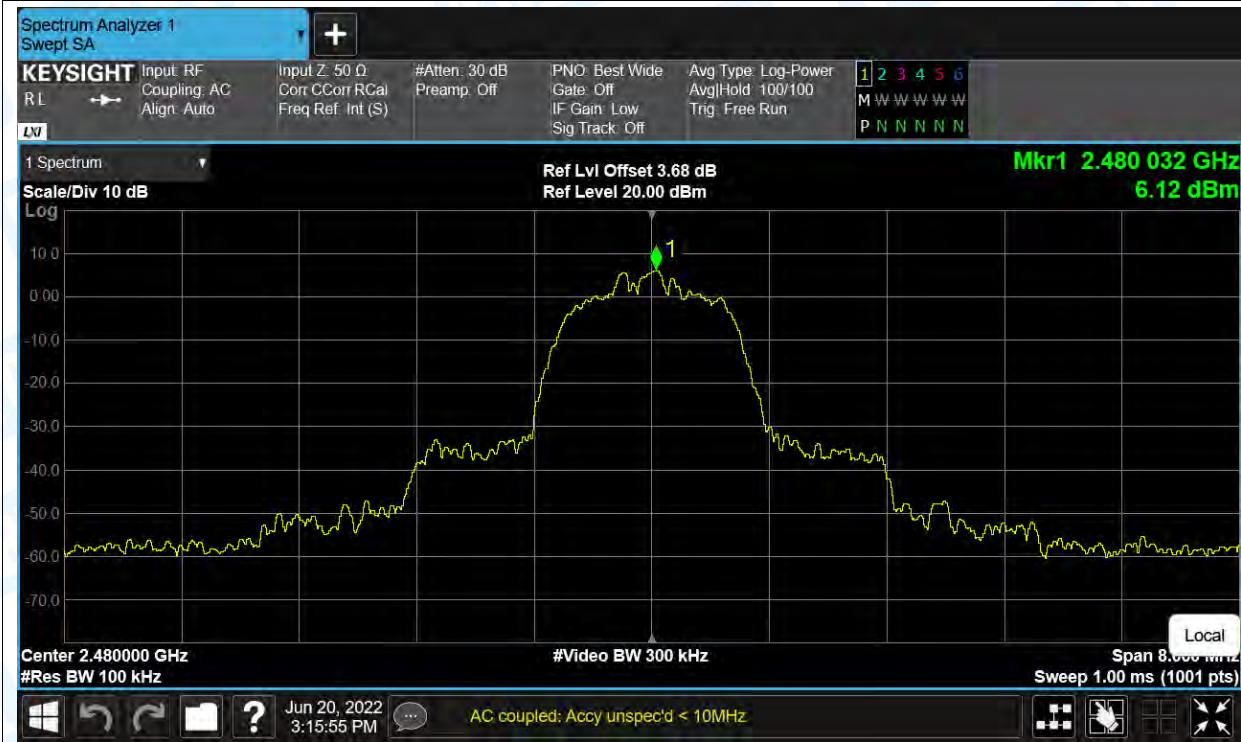 Spectrum Analyzer 1
Swept SA
+
KEYSIGHT
R L
LXI
Input: RF
Coupling: AC
Align: Auto
Input Z: 50 Ω
Corr CCorr RCal
Freq Ref: Int (S)
#Atten: 30 dB
Preamp: Off
PNO: Best Wide
Gate: Off
IF Gain: Low
Sig Track: Off
Avg Type: Log-Power
Avg|Hold: 100/100
Trig: Free Run
1 2 3 4 5 6
M W W W W W W
P N N N N N N
1 Spectrum
Scale/Div 10 dB
Ref Lvl Offset 3.68 dB
Ref Level 20.00 dBm
Mkr1 2.480 032 GHz
6.12 dBm
Log
10.0
0.00
-10.0
-20.0
-30.0
-40.0
-50.0
-60.0
-70.0
1
Local
Center 2.480000 GHz
#Res BW 100 kHz
#Video BW 300 kHz
Span 8.000 MHz
Sweep 1.00 ms (1001 pts)
?
Jun 20, 2022
3:15:55 PM
AC coupled: Accy unspec'd < 10MHz